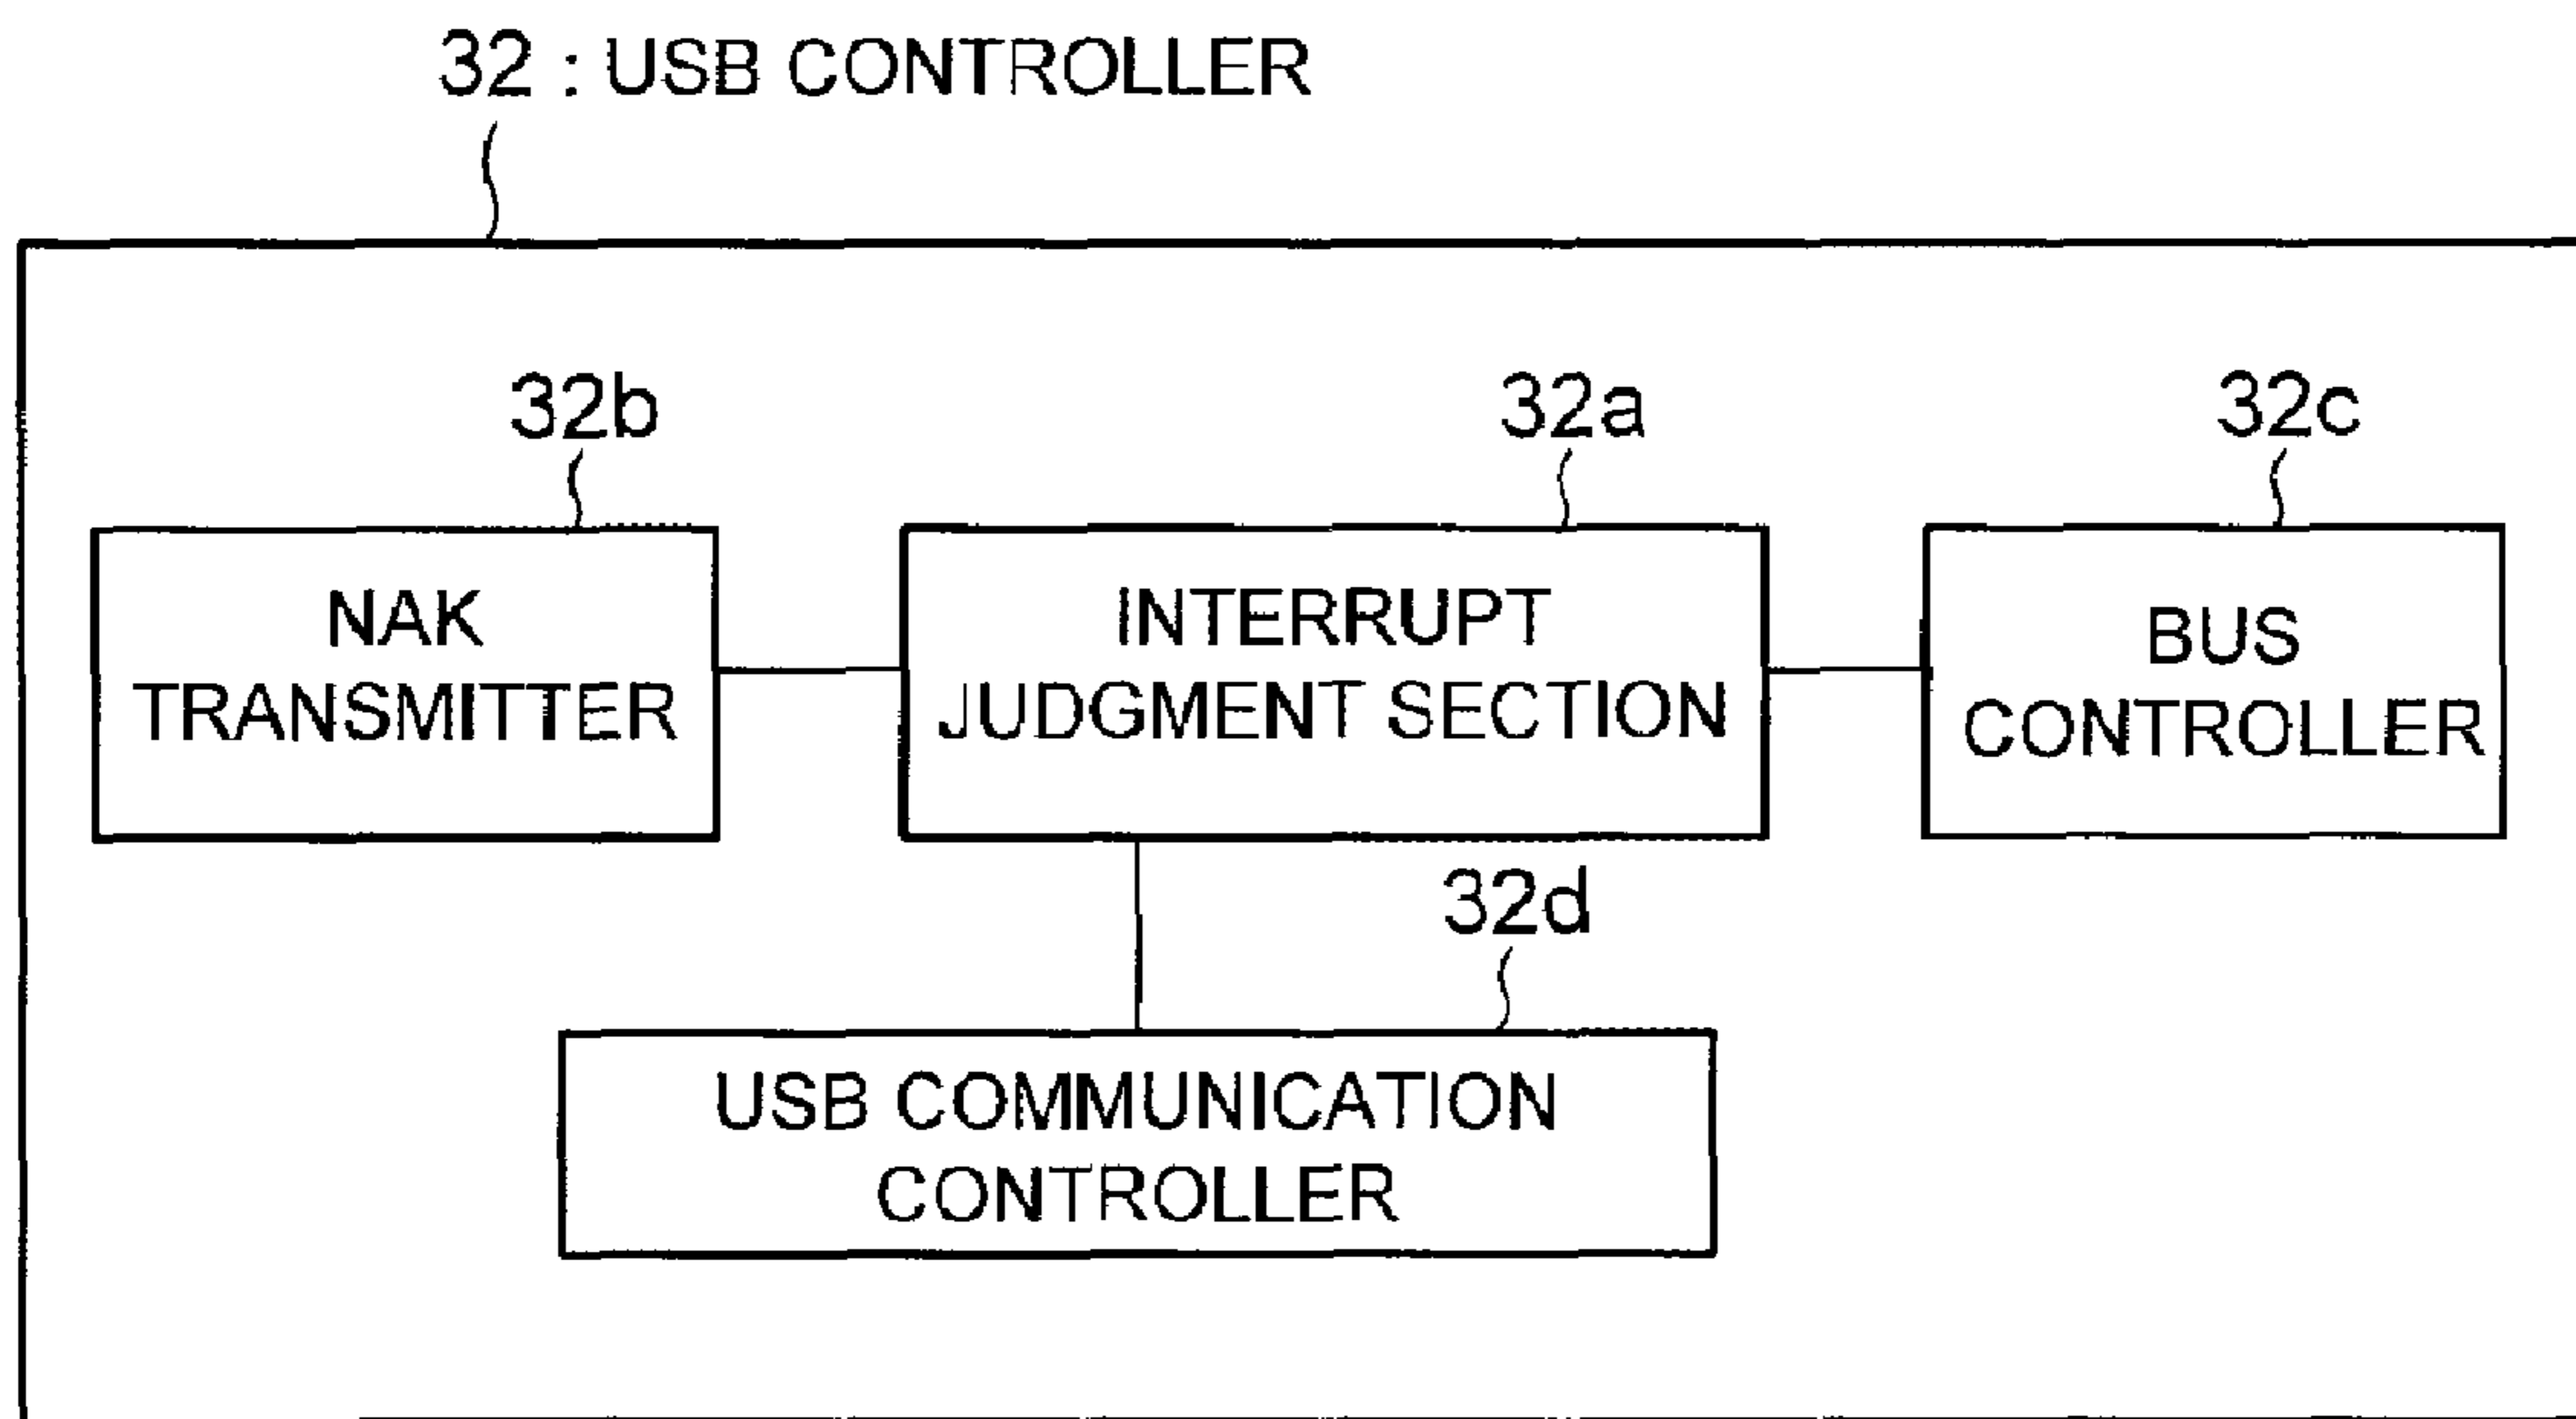 32 : USB CONTROLLER
32b
32a
32c
NAK
TRANSMITTER
INTERRUPT
JUDGMENT SECTION
BUS
CONTROLLER
32d
USB COMMUNICATION
CONTROLLER